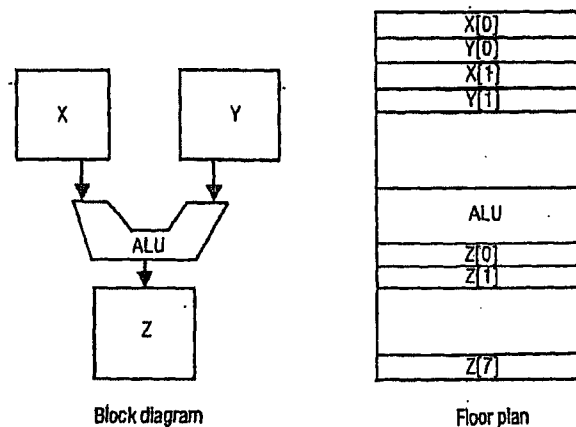 X
Y
ALU
Z
Block diagram
X[0]
Y[0]
X[1]
Y[1]
ALU
Z[0]
Z[1]
Z[7]
Floor plan